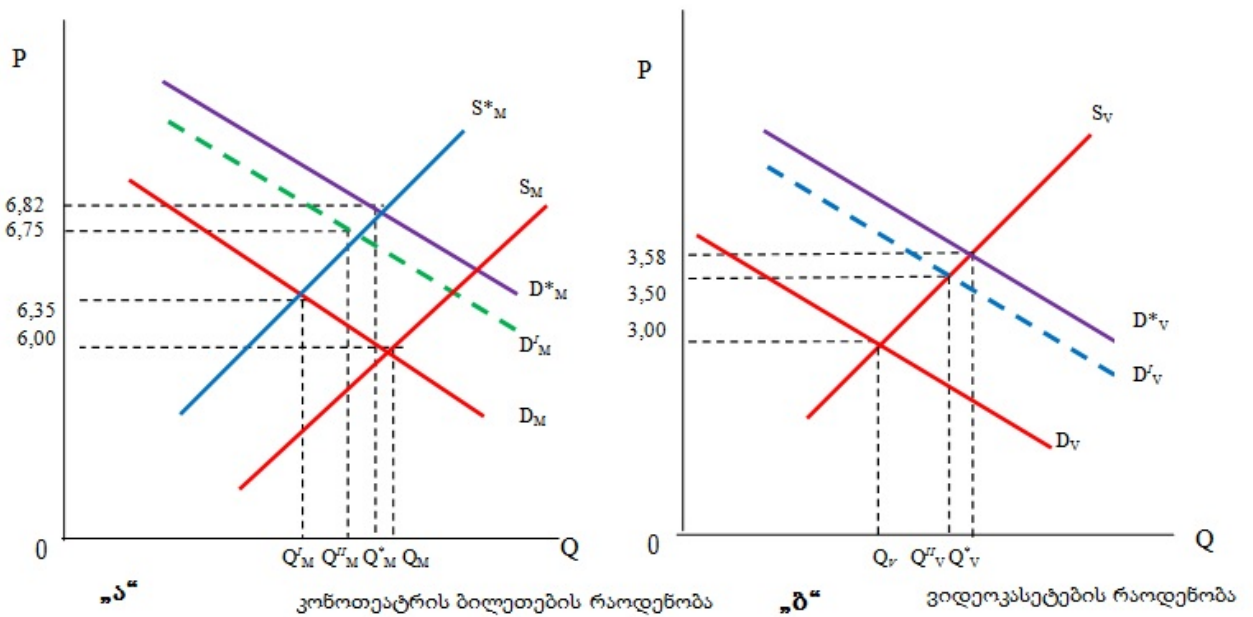 P
S*M
SM
6,82
6,75
6,35
6,00
D*M
D′M
DM
0
Q′M Q″M Q*M QM
Q
„ა“
კონოთეატრის ბილეთების რაოდენობა
P
SV
3,58
3,50
3,00
D*V
D′V
DV
0
QV Q″V Q*V
Q
„ბ“
ვიდეოკასეტების რაოდენობა